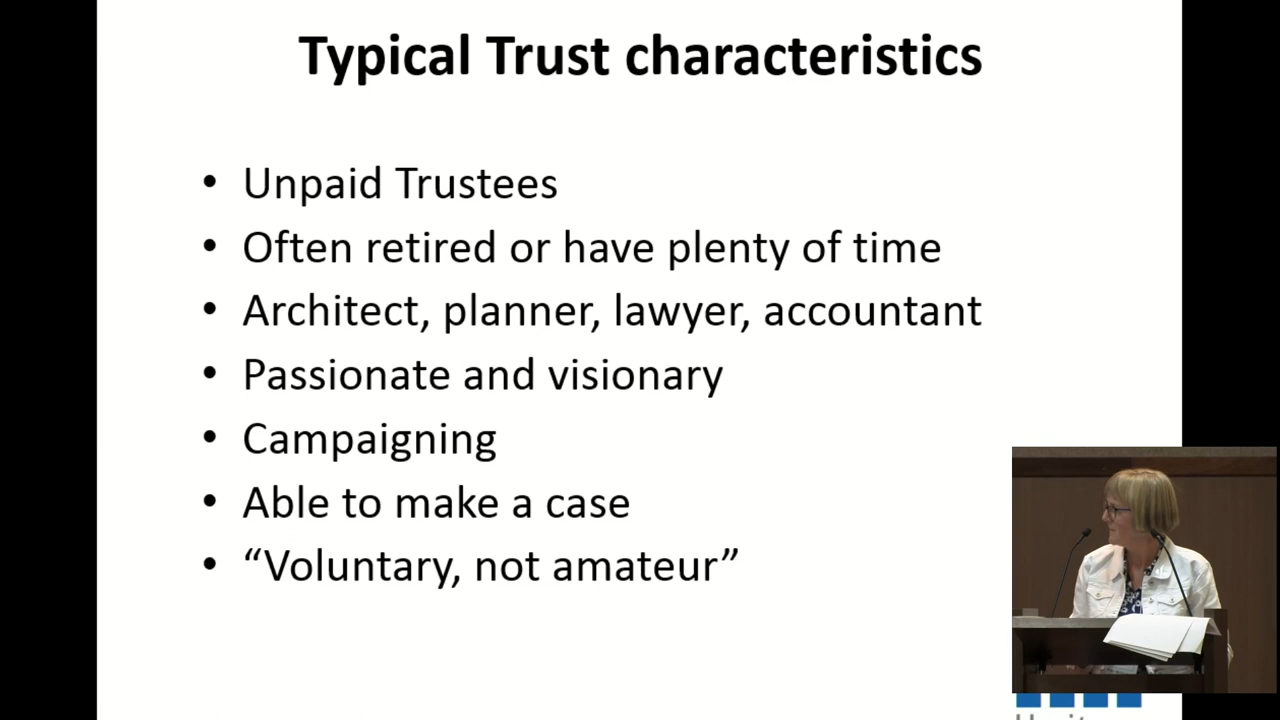 Typical Trust characteristics
• Unpaid Trustees
• Often retired or have plenty of time
• Architect, planner, lawyer, accountant
• Passionate and visionary
• Campaigning
• Able to make a case
• “Voluntary, not amateur”